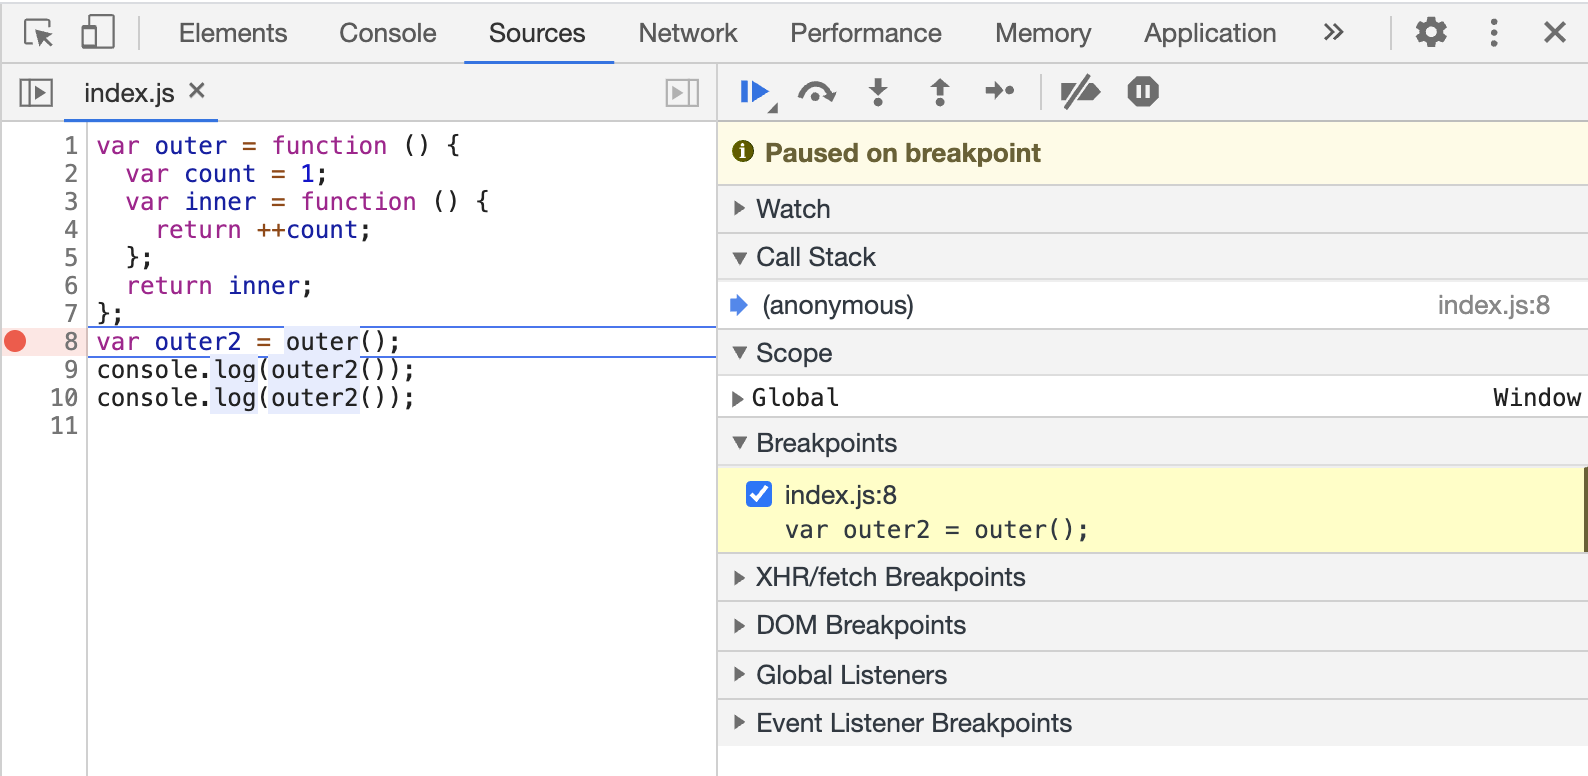 Elements Console Sources Network Performance Memory Application
index.js
1 var outer = function () {
2 var count = 1;
3 var inner = function () {
4 return ++count;
5 };
6 return inner;
7 };
8 var outer2 = outer();
9 console.log(outer2());
10 console.log(outer2());
11
Paused on breakpoint
Watch
Call Stack
(anonymous) index.js:8
Scope
Global Window
Breakpoints
index.js:8
var outer2 = outer();
XHR/fetch Breakpoints
DOM Breakpoints
Global Listeners
Event Listener Breakpoints